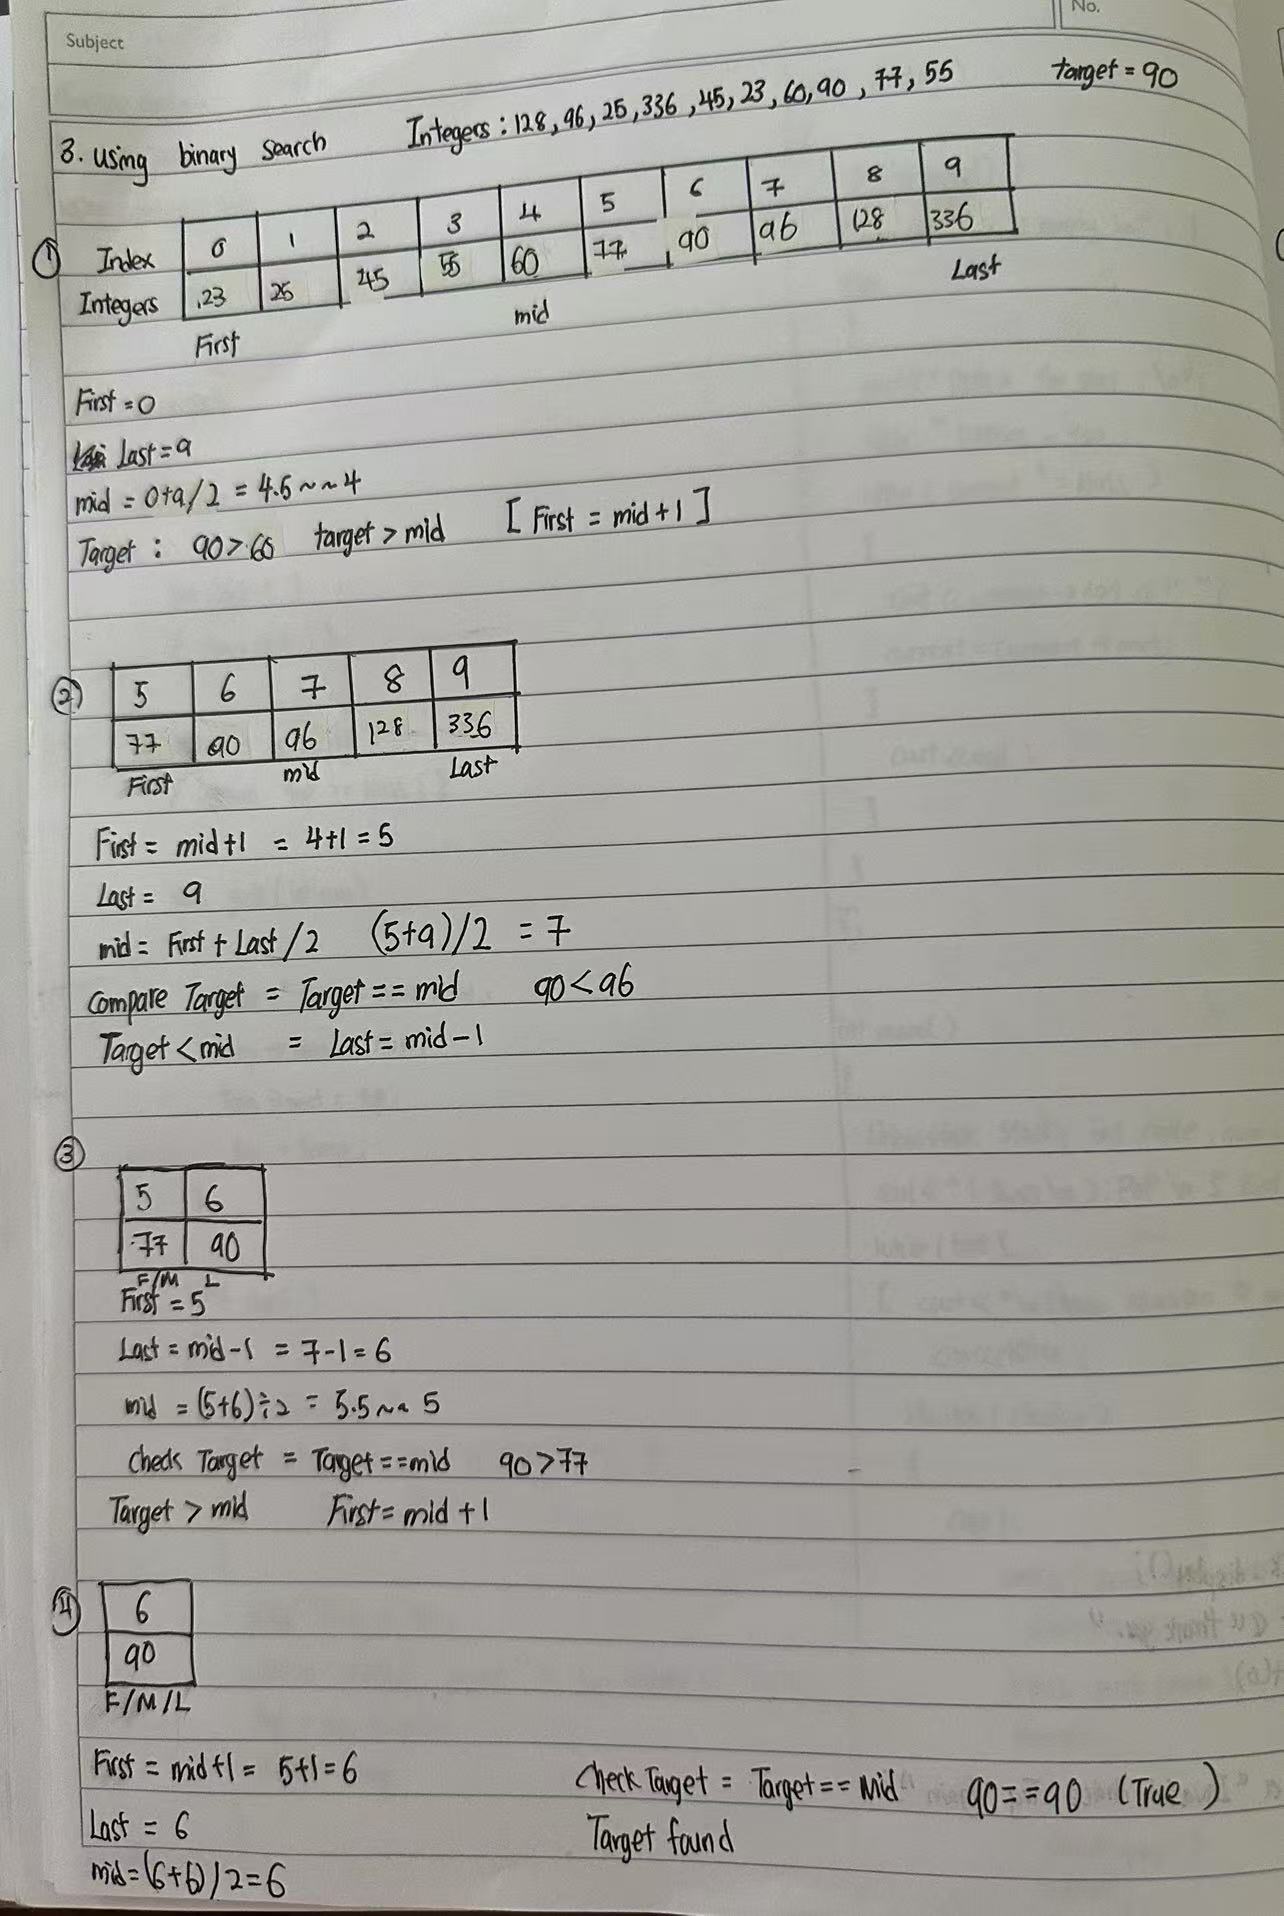 No.
Subject
3. using binary search Integers : 128, 96, 25, 336, 45, 23, 60, 90, 77, 55 target = 90
① Index 0 1 2 3 4 5 6 7 8 9
Integers 23 25 45 55 60 77 90 96 128 336
First mid Last
First = 0
Last = 9
mid = 0+9/2 = 4.5 ~~ 4
Target : 90 > 60 target > mid [ First = mid + 1 ]
② 5 6 7 8 9
77 90 96 128 336
First mid Last
First = mid+1 = 4+1 = 5
Last = 9
mid = First + Last / 2 (5+9)/2 = 7
compare Target = Target == mid 90 < 96
Target < mid = Last = mid - 1
③
5 6
77 90
F/M L
First = 5
Last = mid - 1 = 7 - 1 = 6
mid = (5+6) ÷ 2 = 5.5 ~~ 5
check Target = Target == mid 90 > 77
Target > mid First = mid + 1
④ 6
90
F/M/L
First = mid+1 = 5+1 = 6 check Target = Target == Mid 90 == 90 (True)
Last = 6 Target found
mid = (6+6)/2 = 6